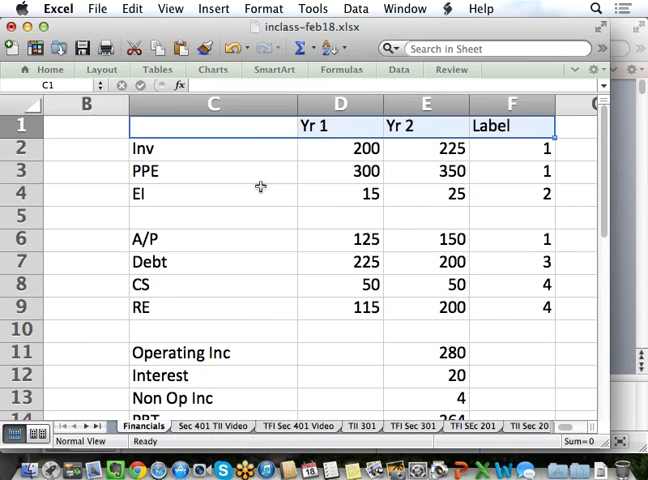 Excel File Edit View Insert Format Tools Data Window Help
inclass-feb18.xlsx
Search in Sheet
Home Layout Tables Charts SmartArt Formulas Data Review
C1 fx
B C D E F
1 Yr 1 Yr 2 Label
2 Inv 200 225 1
3 PPE 300 350 1
4 EI 15 25 2
5
6 A/P 125 150 1
7 Debt 225 200 3
8 CS 50 50 4
9 RE 115 200 4
10
11 Operating Inc 280
12 Interest 20
13 Non Op Inc 4
14 264
Financials Sec 401 TII Video TFI Sec 401 Video TII 301 TFI Sec 301 TFI SEc 201 TII Sec 20
Normal View Ready Sum=0
18